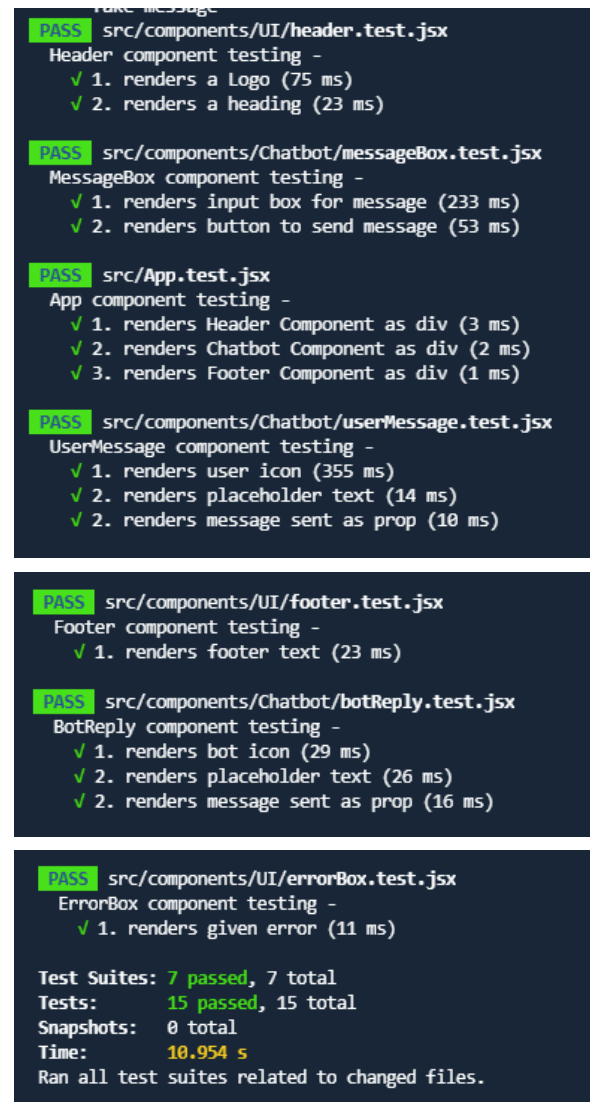 PASS src/components/UI/header.test.jsx
Header component testing -
√ 1. renders a Logo (75 ms)
√ 2. renders a heading (23 ms)
PASS src/components/Chatbot/messageBox.test.jsx
MessageBox component testing -
√ 1. renders input box for message (233 ms)
√ 2. renders button to send message (53 ms)
PASS src/App.test.jsx
App component testing -
√ 1. renders Header Component as div (3 ms)
√ 2. renders Chatbot Component as div (2 ms)
√ 3. renders Footer Component as div (1 ms)
PASS src/components/Chatbot/userMessage.test.jsx
UserMessage component testing -
√ 1. renders user icon (355 ms)
√ 2. renders placeholder text (14 ms)
√ 2. renders message sent as prop (10 ms)
PASS src/components/UI/footer.test.jsx
Footer component testing -
√ 1. renders footer text (23 ms)
PASS src/components/Chatbot/botReply.test.jsx
BotReply component testing -
√ 1. renders bot icon (29 ms)
√ 2. renders placeholder text (26 ms)
√ 2. renders message sent as prop (16 ms)
PASS src/components/UI/errorBox.test.jsx
ErrorBox component testing -
√ 1. renders given error (11 ms)
Test Suites: 7 passed, 7 total
Tests: 15 passed, 15 total
Snapshots: 0 total
Time: 10.954 s
Ran all test suites related to changed files.